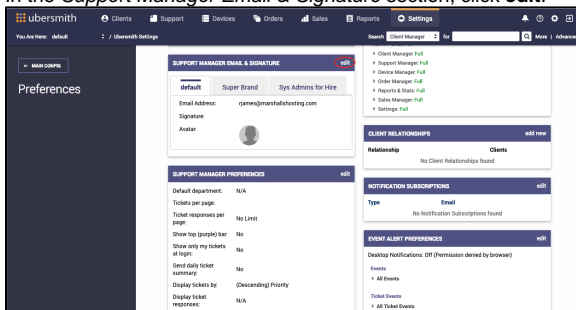 In the Support Manager Email & Signature section, click edit.
ubersmith
Clients
Support
Devices
Orders
Sales
Reports
Settings
You Are Here: default
/ Ubersmith Settings
Search Client Manager for
More | Advance
← MAIN CONFIG
Preferences
SUPPORT MANAGER EMAIL & SIGNATURE edit
default Super Brand Sys Admins for Hire
Email Address: rjames@marshallshosting.com
Signature:
Avatar:
SUPPORT MANAGER PREFERENCES edit
Default department: N/A
Tickets per page:
Ticket responses per page: No Limit
Show top (purple) bar: No
Show only my tickets at login: No
Send daily ticket summary: No
Display tickets by: (Descending) Priority
Display ticket responses: N/A
Client Manager: Full
Support Manager: Full
Device Manager: Full
Order Manager: Full
Reports & Stats: Full
Sales Manager: Full
Settings: Full
CLIENT RELATIONSHIPS add new
Relationship Clients
No Client Relationships found
NOTIFICATION SUBSCRIPTIONS edit
Type Email
No Notification Subscriptions found
EVENT ALERT PREFERENCES edit
Desktop Notifications: Off (Permission denied by browser)
Events
All Events
Ticket Events
All Ticket Events